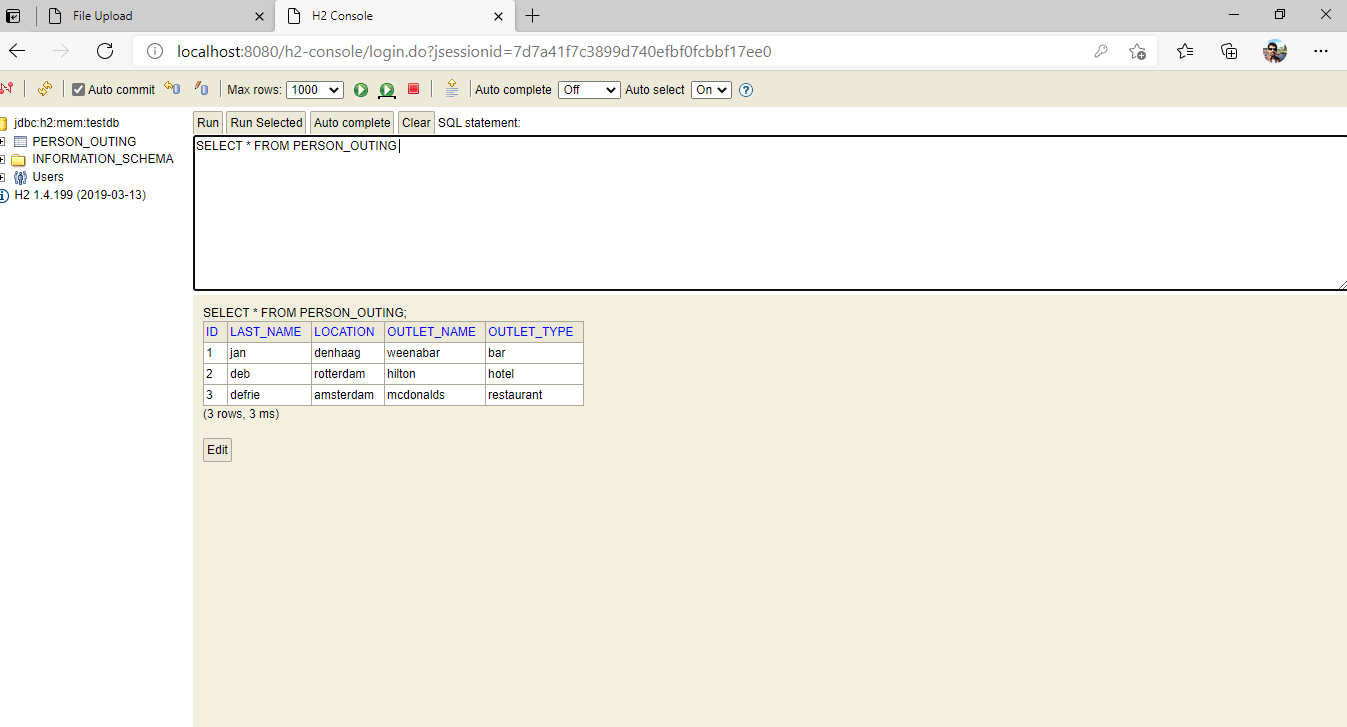 File Upload
H2 Console
localhost:8080/h2-console/login.do?jsessionid=7d7a41f7c3899d740efbf0fcbbf17ee0
Auto commit Max rows: 1000 Auto complete Off Auto select On ?
jdbc:h2:mem:testdb
PERSON_OUTING
INFORMATION_SCHEMA
Users
H2 1.4.199 (2019-03-13)
Run Run Selected Auto complete Clear SQL statement:
SELECT * FROM PERSON_OUTING
SELECT * FROM PERSON_OUTING;
ID LAST_NAME LOCATION OUTLET_NAME OUTLET_TYPE
1 jan denhaag weenabar bar
2 deb rotterdam hilton hotel
3 defrie amsterdam mcdonalds restaurant
(3 rows, 3 ms)
Edit